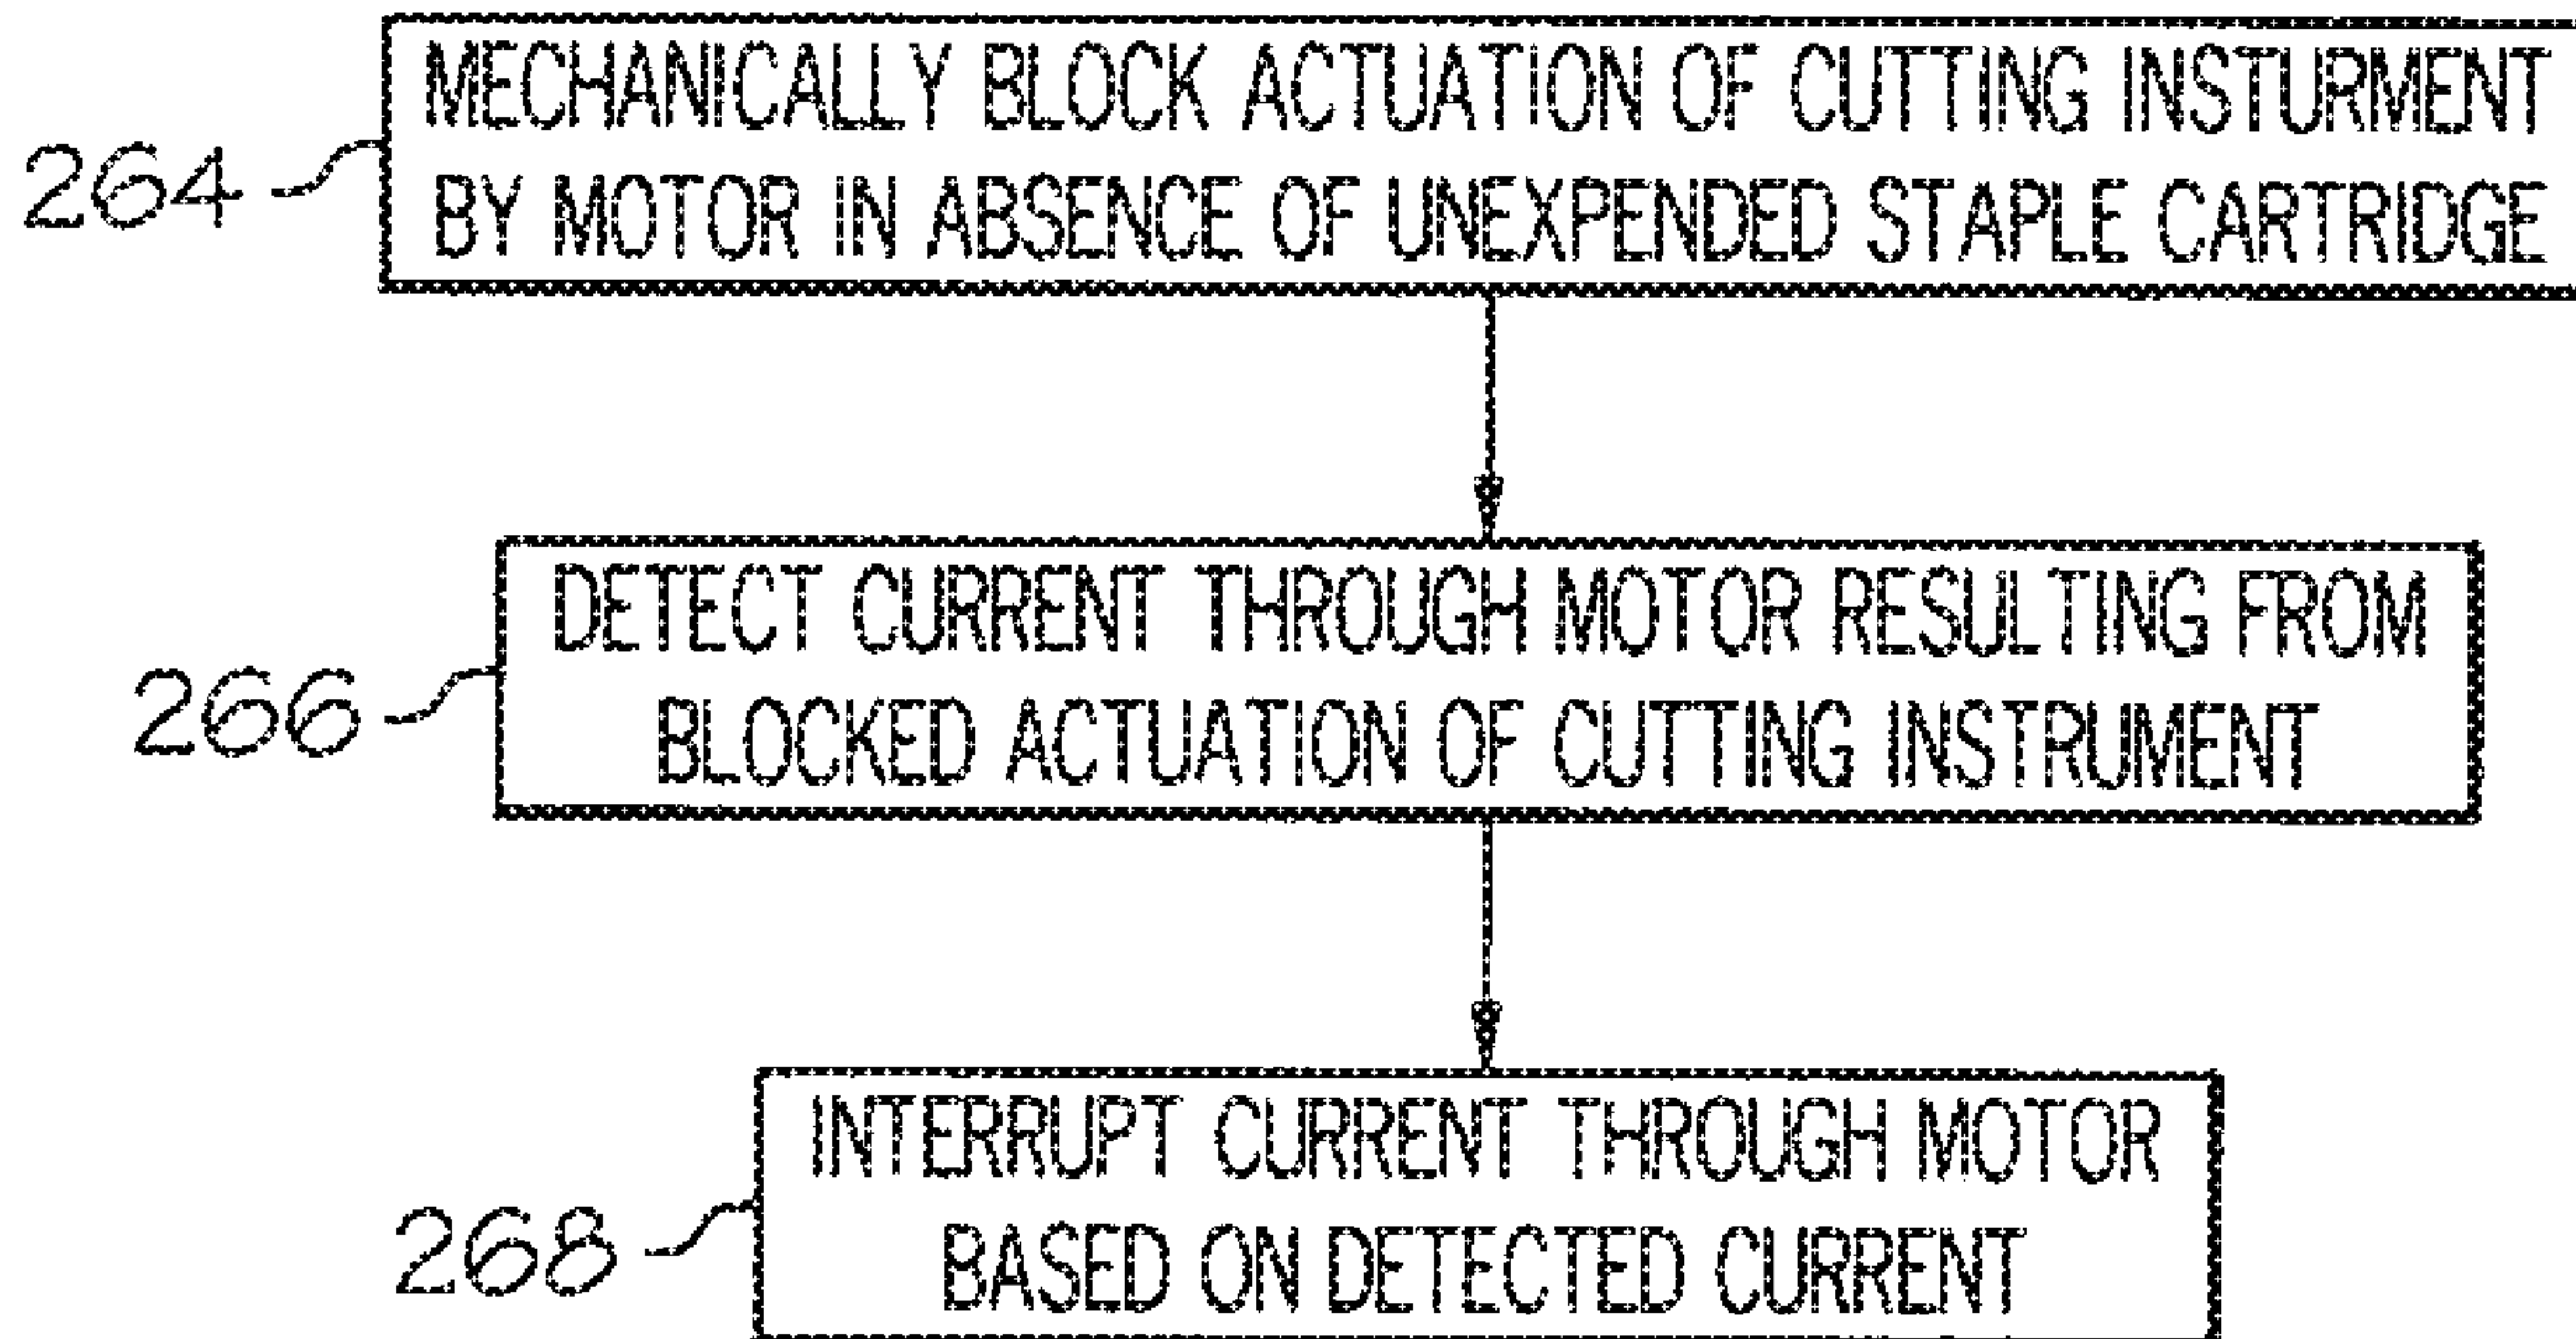 MECHANICALLY BLOCK ACTUATION OF CUTTING INSTURMENT
264
BY MOTOR IN ABSENCE OF UNEXPENDED STAPLE CARTRIDGE
DETECT CURRENT THROUGH MOTOR RESULTING FROM
266
BLOCKED ACTUATION OF CUTTING INSTRUMENT
INTERRUPT CURRENT THROUGH MOTOR
268
BASED ON DETECTED CURRENT